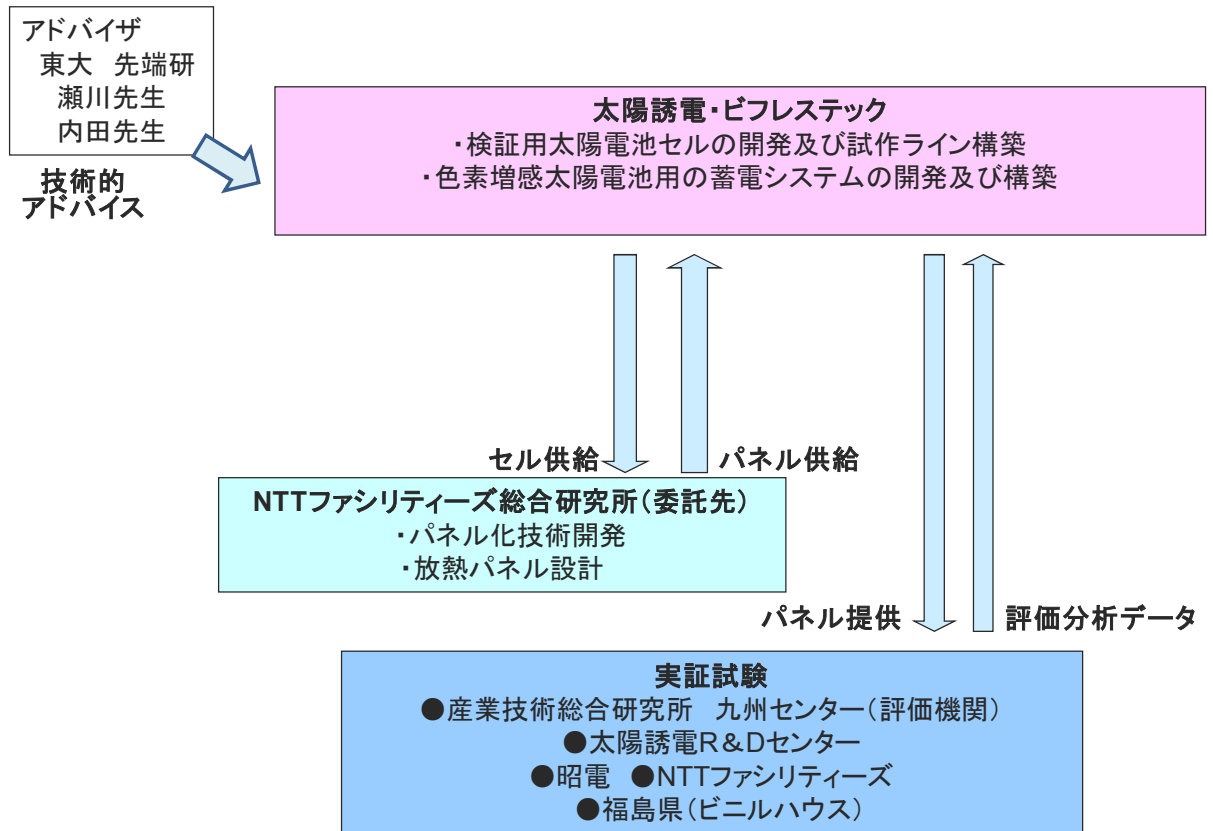 アドバイザ
東大 先端研
瀬川先生
内田先生
技術的
アドバイス
太陽誘電・ビフレステック
・検証用太陽電池セルの開発及び試作ライン構築
・色素増感太陽電池用の蓄電システムの開発及び構築
セル供給
パネル供給
NTTファシリティーズ総合研究所(委託先)
・パネル化技術開発
・放熱パネル設計
パネル提供
評価分析データ
実証試験
●産業技術総合研究所 九州センター(評価機関)
●太陽誘電R&Dセンター
●昭電 ●NTTファシリティーズ
●福島県(ビニルハウス)